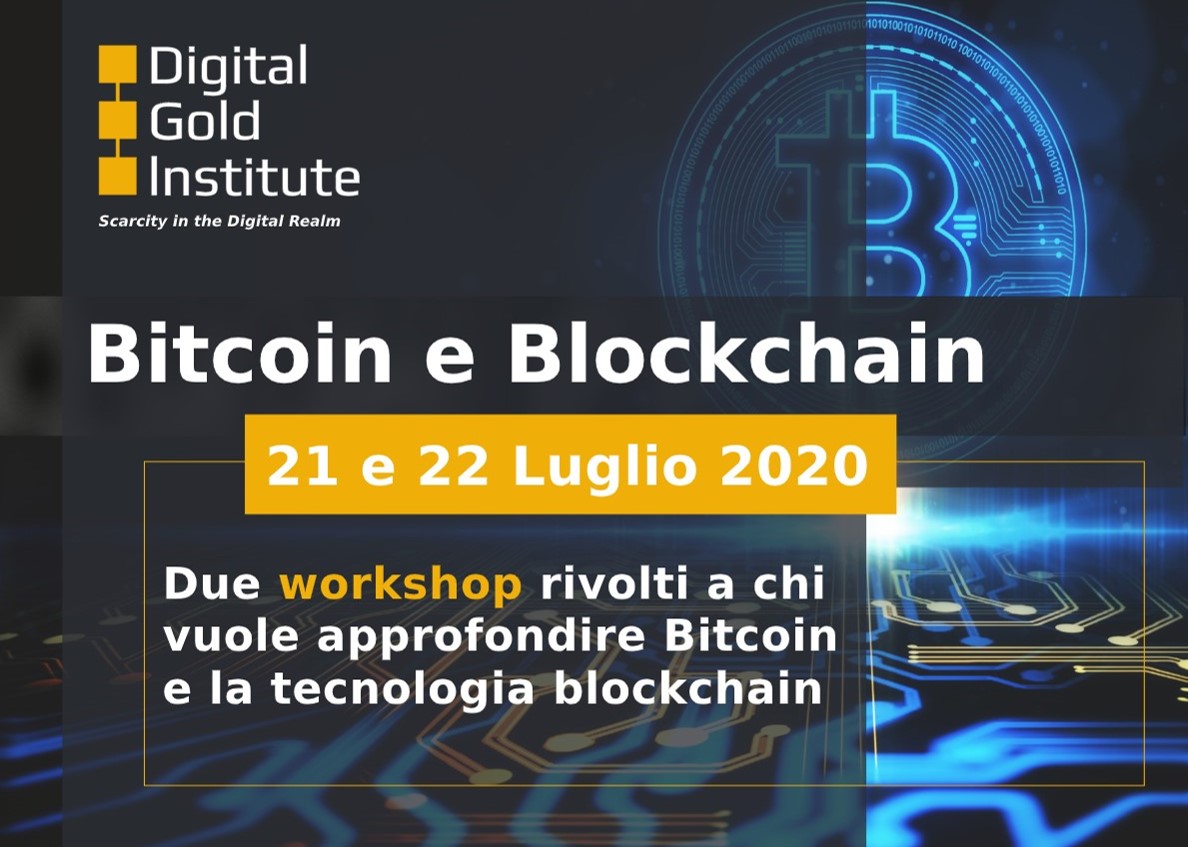 Digital
Gold
Institute
Scarcity in the Digital Realm
Bitcoin e Blockchain
21 e 22 Luglio 2020
Due workshop rivolti a chi
vuole approfondire Bitcoin
e la tecnologia blockchain